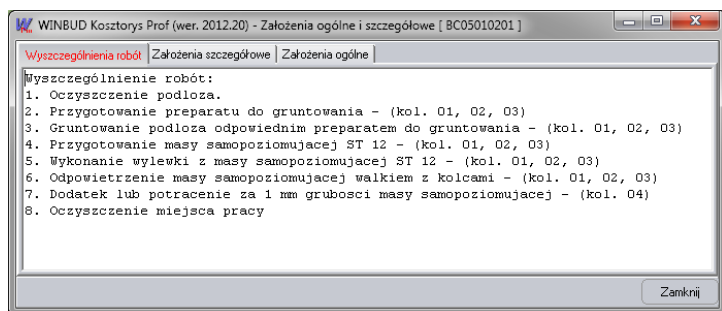 WINBUD Kosztorys Prof (wer. 2012.20) - Założenia ogólne i szczegółowe [ BC05010201 ]
Wyszczególnienia robót Założenia szczegółowe Założenia ogólne
Wyszczególnienie robót:
1. Oczyszczenie podloza.
2. Przygotowanie preparatu do gruntowania - (kol. 01, 02, 03)
3. Gruntowanie podloza odpowiednim preparatem do gruntowania - (kol. 01, 02, 03)
4. Przygotowanie masy samopoziomujacej ST 12 - (kol. 01, 02, 03)
5. Wykonanie wylewki z masy samopoziomujacej ST 12 - (kol. 01, 02, 03)
6. Odpowietrzenie masy samopoziomujacej walkiem z kolcami - (kol. 01, 02, 03)
7. Dodatek lub potracenie za 1 mm grubosci masy samopoziomujacej - (kol. 04)
8. Oczyszczenie miejsca pracy
Zamknij